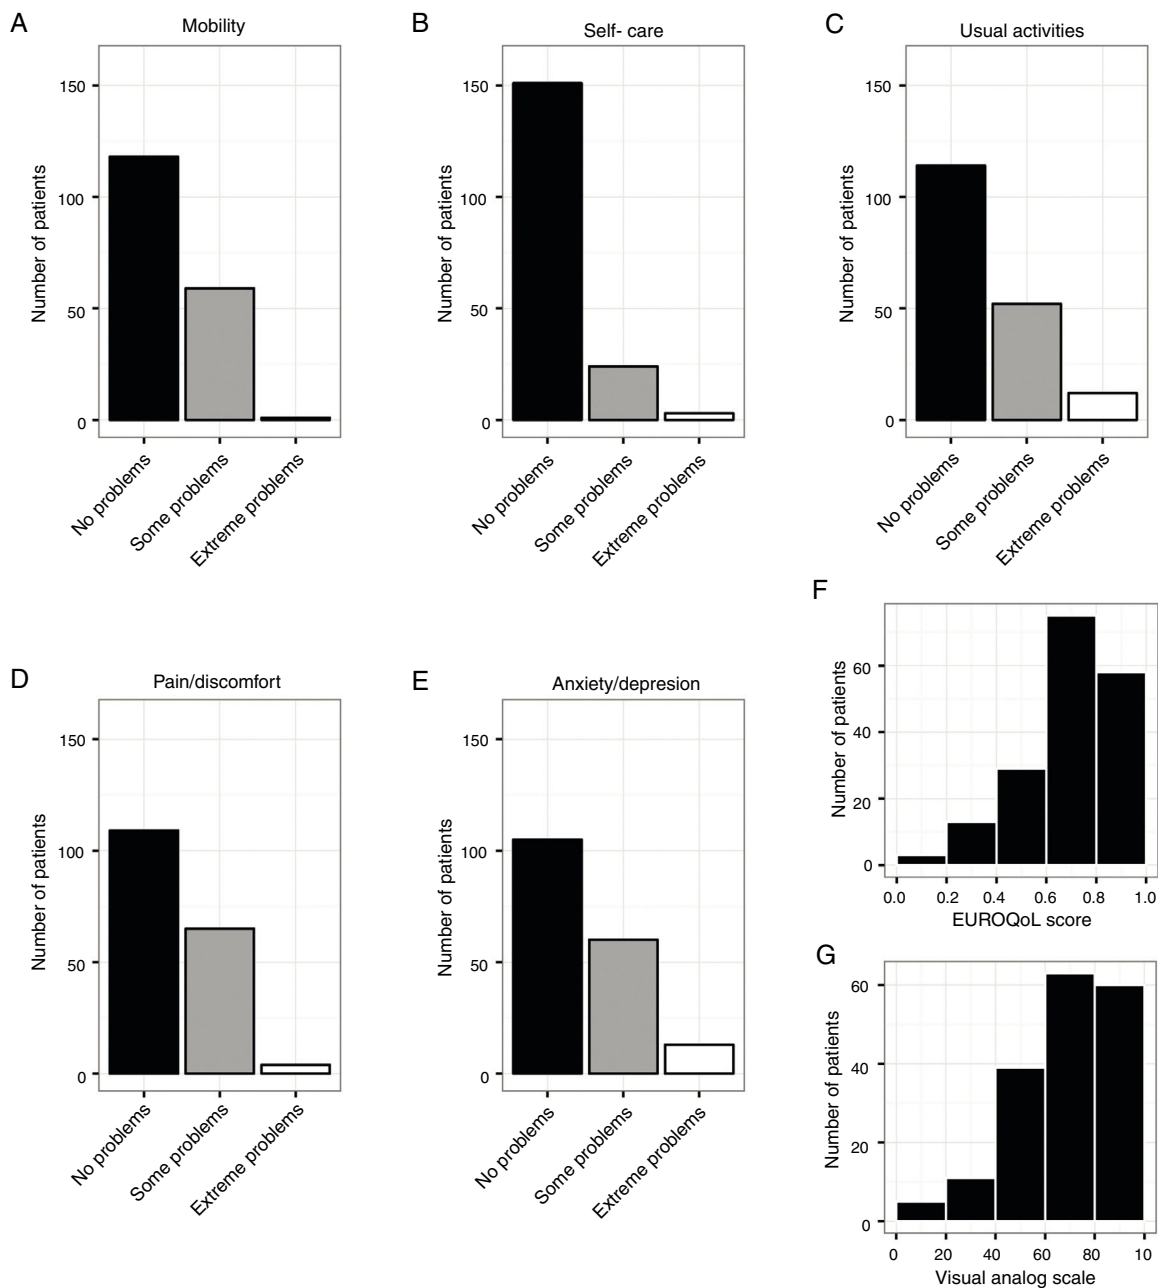 A
Mobility
Number of patients
150
100
50
0
No problems
Some problems
Extreme problems
B
Self- care
Number of patients
150
100
50
0
No problems
Some problems
Extreme problems
C
Usual activities
Number of patients
150
100
50
0
No problems
Some problems
Extreme problems
D
Pain/discomfort
Number of patients
150
100
50
0
No problems
Some problems
Extreme problems
E
Anxiety/depresion
Number of patients
150
100
50
0
No problems
Some problems
Extreme problems
F
Number of patients
60
40
20
0
0.0 0.2 0.4 0.6 0.8 1.0
EUROQoL score
G
Number of patients
60
40
20
0
0 20 40 60 80 10
Visual analog scale